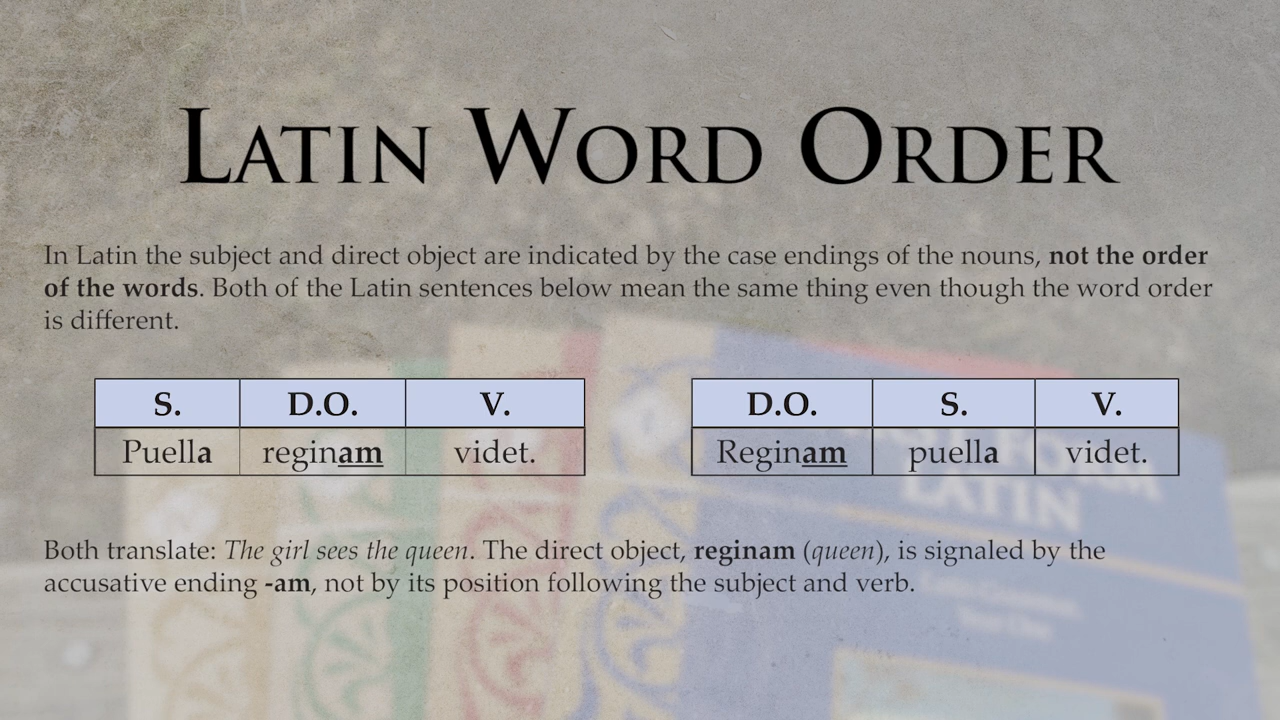 Latin Word Order
In Latin the subject and direct object are indicated by the case endings of the nouns, not the order
of the words. Both of the Latin sentences below mean the same thing even though the word order
is different.
S. D.O. V.
Puella reginam videt.
D.O. S. V.
Reginam puella videt.
Both translate: The girl sees the queen. The direct object, reginam (queen), is signaled by the
accusative ending -am, not by its position following the subject and verb.
LATIN